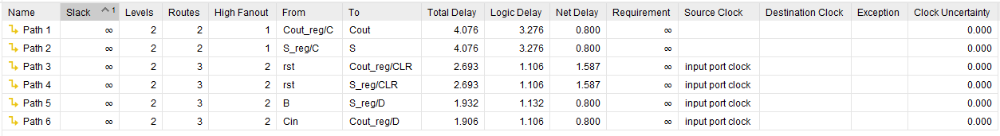 Name Slack 1 Levels Routes High Fanout From To Total Delay Logic Delay Net Delay Requirement Source Clock Destination Clock Exception Clock Uncertainty
Path 1 ∞ 2 2 1 Cout_reg/C Cout 4.076 3.276 0.800 ∞ 0.000
Path 2 ∞ 2 2 1 S_reg/C S 4.076 3.276 0.800 ∞ 0.000
Path 3 ∞ 2 3 2 rst Cout_reg/CLR 2.693 1.106 1.587 ∞ input port clock 0.000
Path 4 ∞ 2 3 2 rst S_reg/CLR 2.693 1.106 1.587 ∞ input port clock 0.000
Path 5 ∞ 2 3 2 B S_reg/D 1.932 1.132 0.800 ∞ input port clock 0.000
Path 6 ∞ 2 3 2 Cin Cout_reg/D 1.906 1.106 0.800 ∞ input port clock 0.000